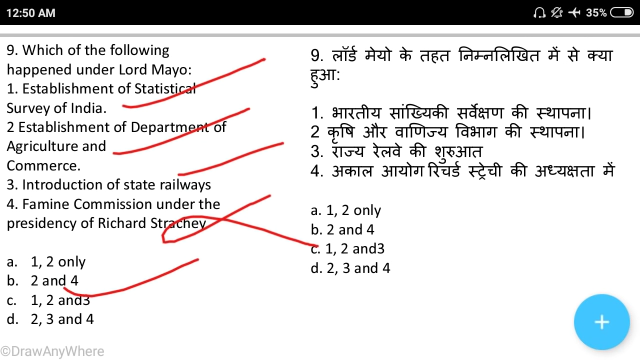 12:50 AM
35%
9. Which of the following
happened under Lord Mayo:
1. Establishment of Statistical
Survey of India.
2 Establishment of Department of
Agriculture and
Commerce.
3. Introduction of state railways
4. Famine Commission under the
presidency of Richard Strachey
a. 1, 2 only
b. 2 and 4
c. 1, 2 and3
d. 2, 3 and 4
9. लॉर्ड मेयो के तहत निम्नलिखित में से क्या
हुआ:
1. भारतीय सांख्यिकी सर्वेक्षण की स्थापना।
2 कृषि और वाणिज्य विभाग की स्थापना।
3. राज्य रेलवे की शुरुआत
4. अकाल आयोग रिचर्ड स्ट्रेची की अध्यक्षता में
a. 1, 2 only
b. 2 and 4
c. 1, 2 and3
d. 2, 3 and 4
+
©DrawAnyWhere